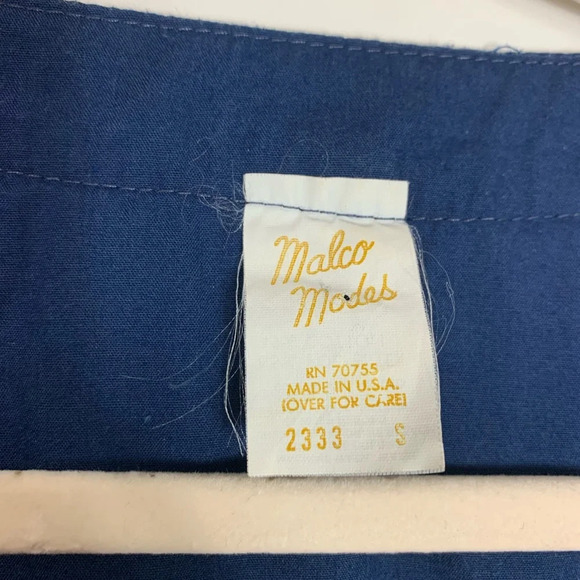 Malco
Modes
RN 70755
MADE IN U.S.A.
(OVER FOR CARE)
2333 S